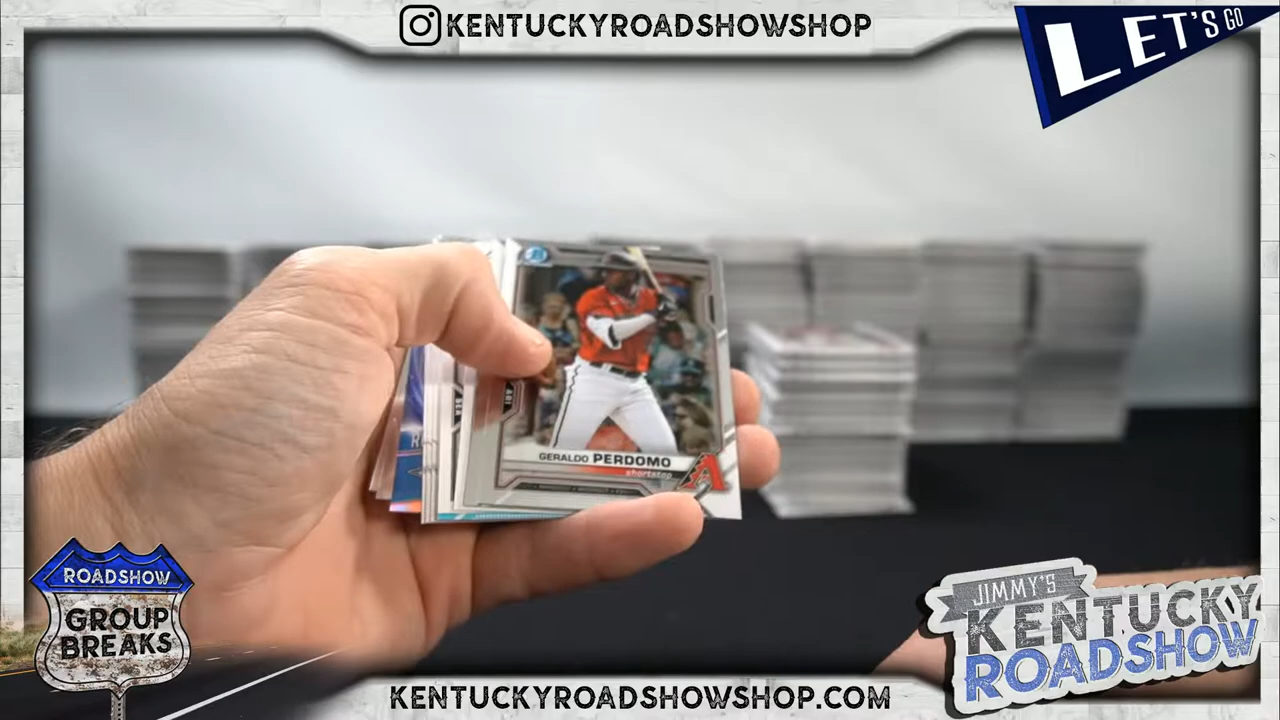 KENTUCKYROADSHOWSHOP
LET'S GO
GERALDO PERDOMO
shortstop
A
ROADSHOW
GROUP
BREAKS
JIMMY'S
KENTUCKY
ROADSHOW
KENTUCKYROADSHOWSHOP.COM